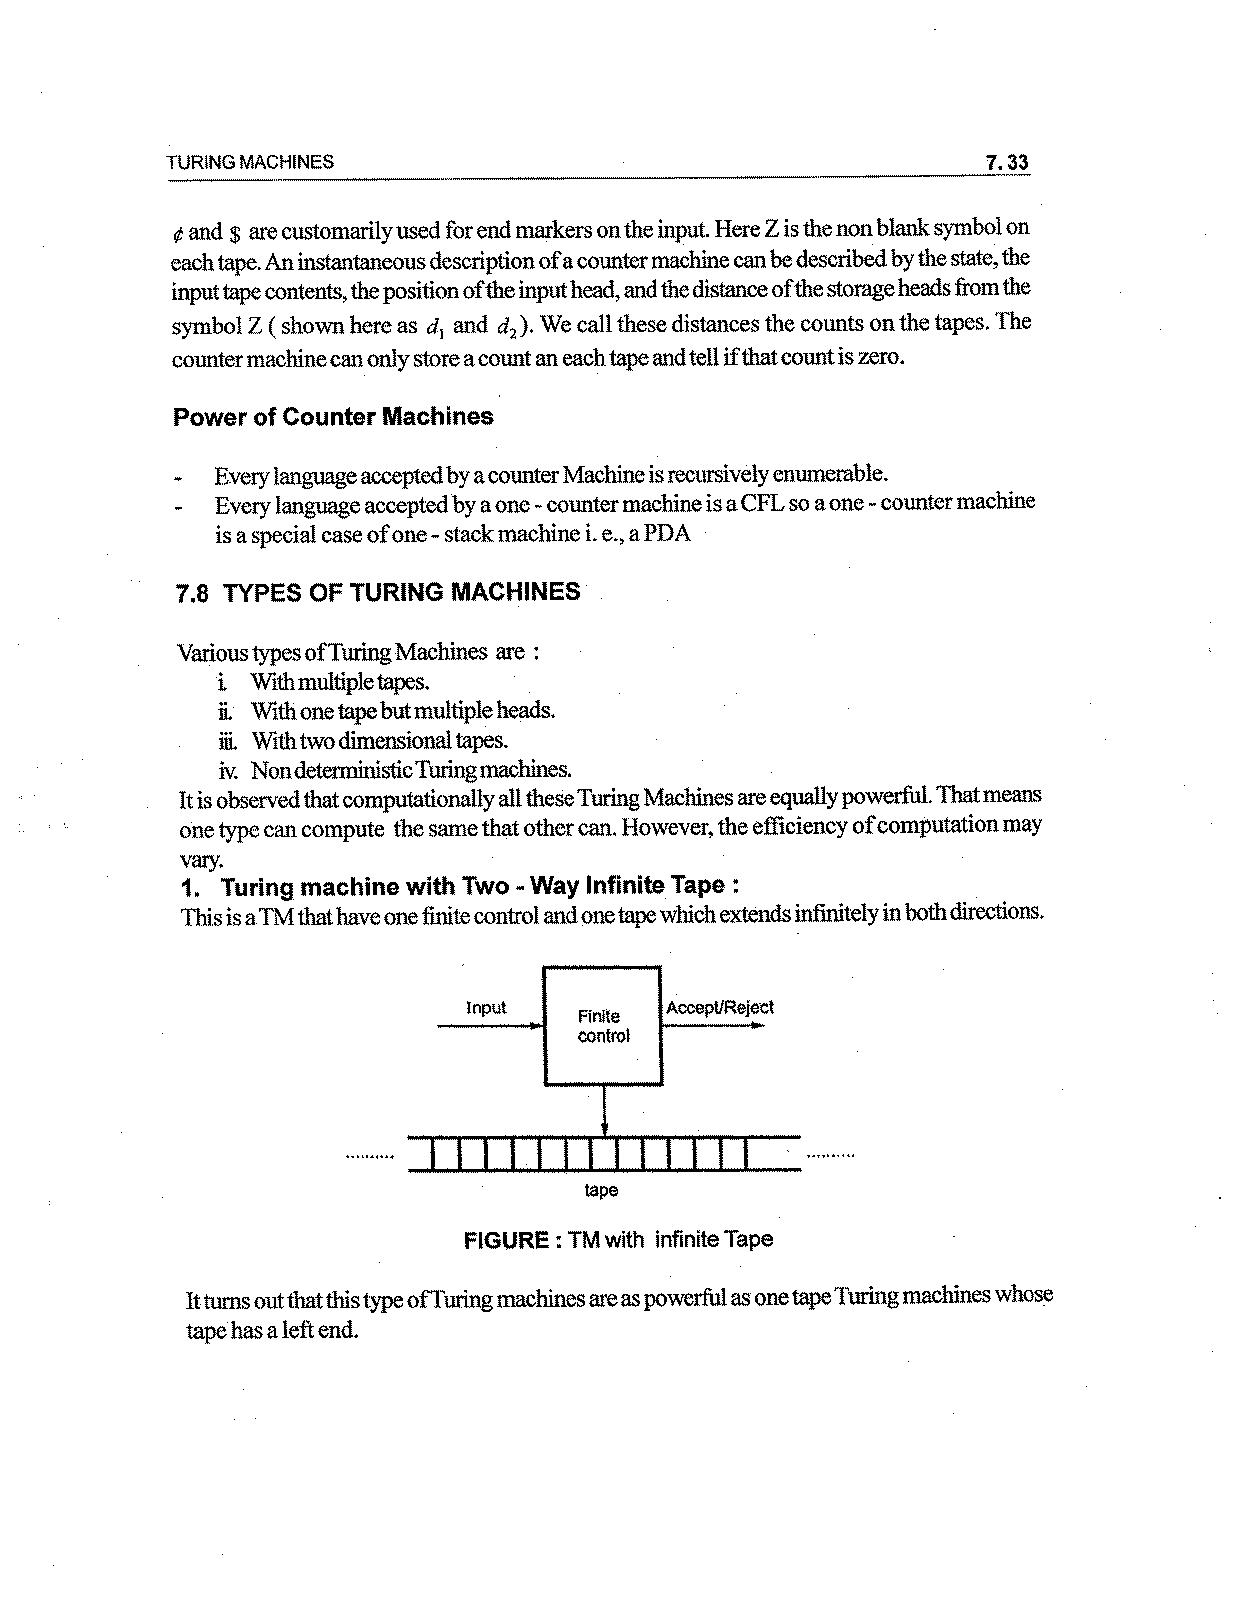 TURING MACHINES 7.33
¢ and $ are customarily used for end markers on the input. Here Z is the non blank symbol on
each tape. An instantaneous description of a counter machine can be described by the state, the
input tape contents, the position of the input head, and the distance of the storage heads from the
symbol Z ( shown here as d₁ and d₂). We call these distances the counts on the tapes. The
counter machine can only store a count an each tape and tell if that count is zero.
Power of Counter Machines
- Every language accepted by a counter Machine is recursively enumerable.
- Every language accepted by a one - counter machine is a CFL so a one - counter machine
is a special case of one - stack machine i. e., a PDA
7.8 TYPES OF TURING MACHINES
Various types of Turing Machines are :
i. With multiple tapes.
ii. With one tape but multiple heads.
iii. With two dimensional tapes.
iv. Non deterministic Turing machines.
It is observed that computationally all these Turing Machines are equally powerful. That means
one type can compute the same that other can. However, the efficiency of computation may
vary.
1. Turing machine with Two - Way Infinite Tape :
This is a TM that have one finite control and one tape which extends infinitely in both directions.
Input
Finite
control
Accept/Reject
tape
FIGURE : TM with infinite Tape
It turns out that this type of Turing machines are as powerful as one tape Turing machines whose
tape has a left end.